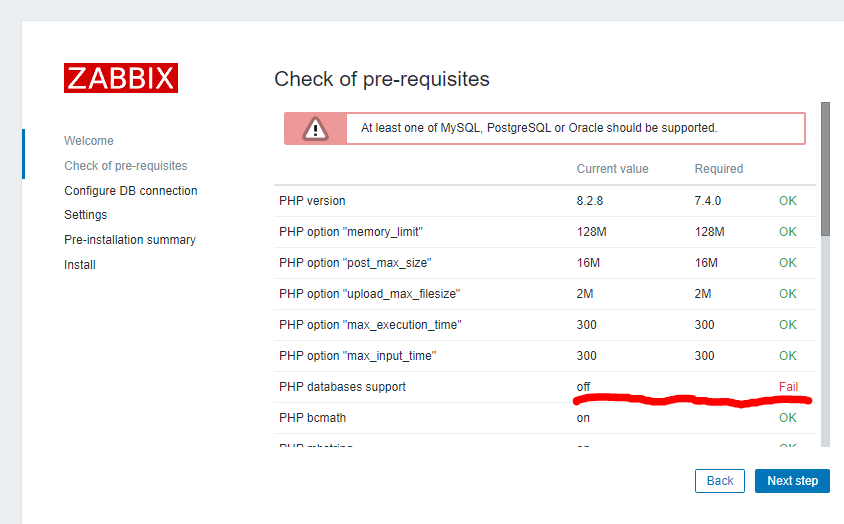 ZABBIX
Welcome
Check of pre-requisites
Configure DB connection
Settings
Pre-installation summary
Install
Check of pre-requisites
At least one of MySQL, PostgreSQL or Oracle should be supported.
Current value Required
PHP version 8.2.8 7.4.0 OK
PHP option "memory_limit" 128M 128M OK
PHP option "post_max_size" 16M 16M OK
PHP option "upload_max_filesize" 2M 2M OK
PHP option "max_execution_time" 300 300 OK
PHP option "max_input_time" 300 300 OK
PHP databases support off Fail
PHP bcmath on OK
PHP mbstring on OK
Back Next step